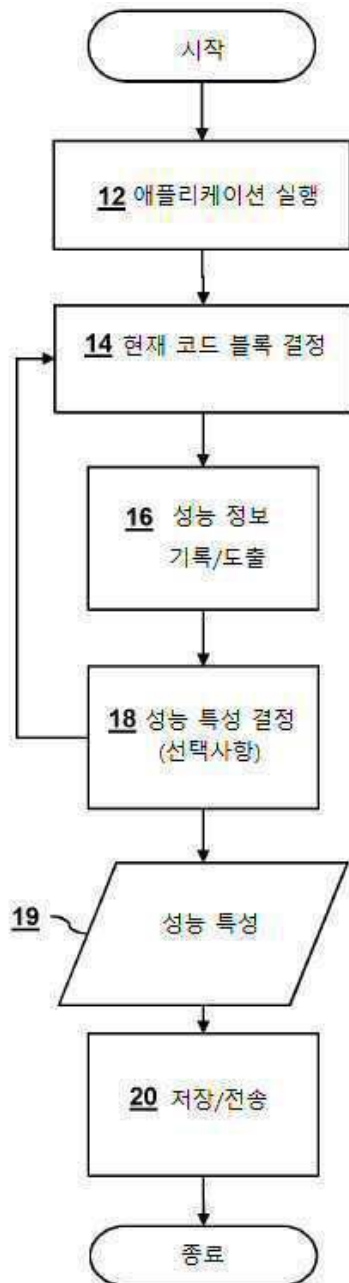 시작
12 애플리케이션 실행
14 현재 코드 블록 결정
16 성능 정보
기록/도출
18 성능 특성 결정
(선택사항)
19
성능 특성
20 저장/전송
종료